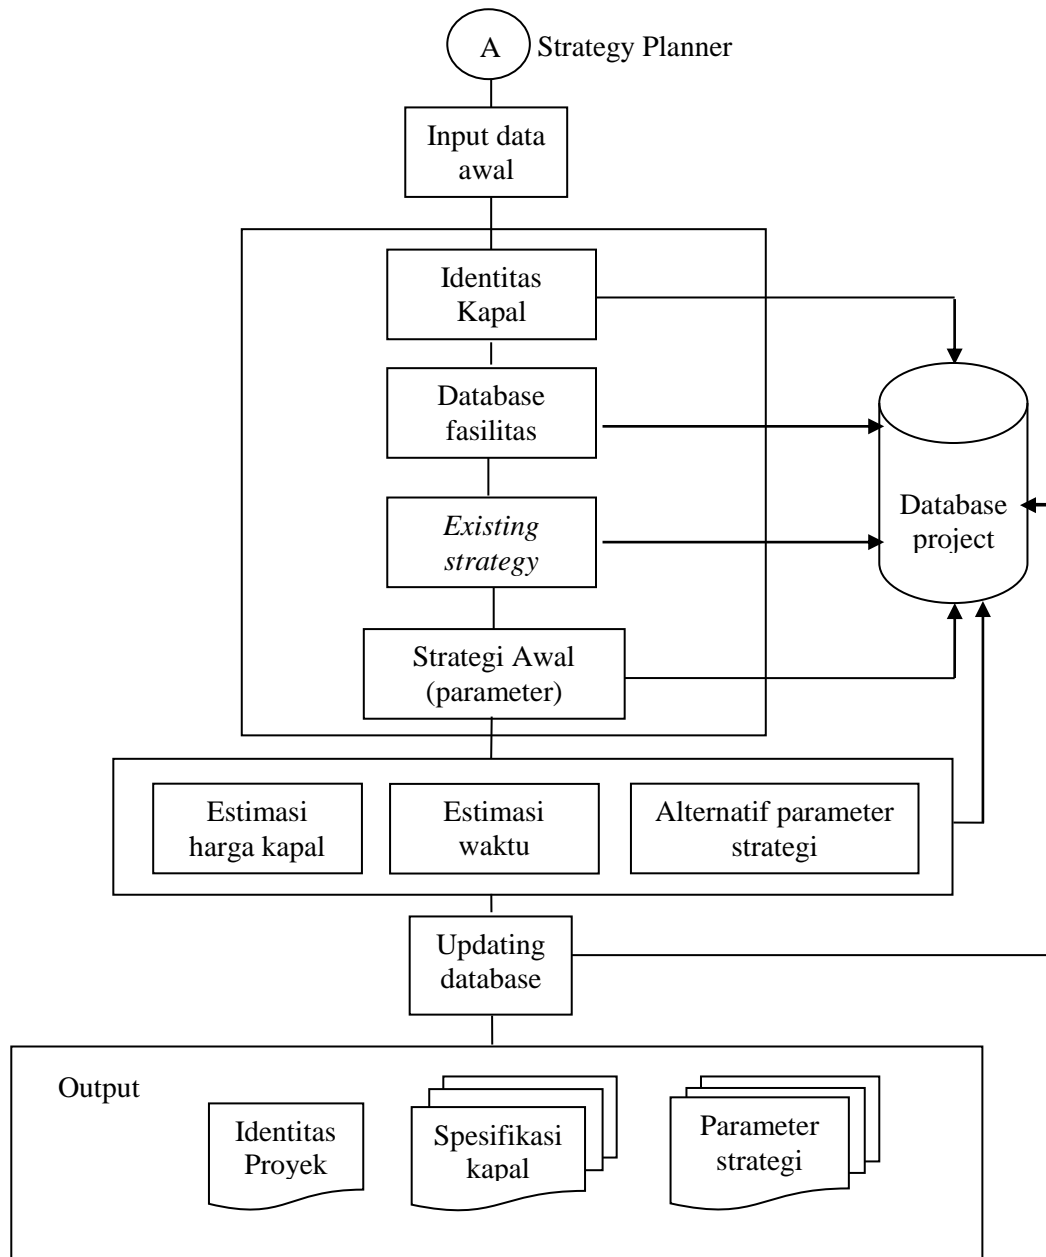 A
Strategy Planner
Input data
awal
Identitas
Kapal
Database
fasilitas
Existing
strategy
Database
project
Strategi Awal
(parameter)
Estimasi
harga kapal
Estimasi
waktu
Alternatif parameter
strategi
Updating
database
Output
Identitas
Proyek
Spesifikasi
kapal
Parameter
strategi